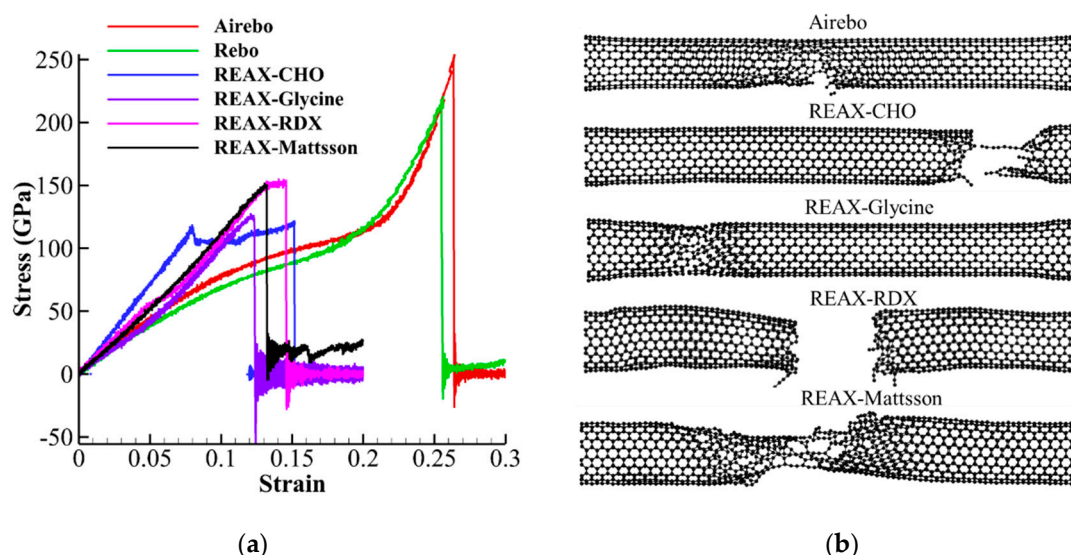 Airebo
Rebo
REAX-CHO
REAX-Glycine
REAX-RDX
REAX-Mattsson
250
200
150
100
50
0
-50
Stress (GPa)
0 0.05 0.1 0.15 0.2 0.25 0.3
Strain
(a)
Airebo
REAX-CHO
REAX-Glycine
REAX-RDX
REAX-Mattsson
(b)